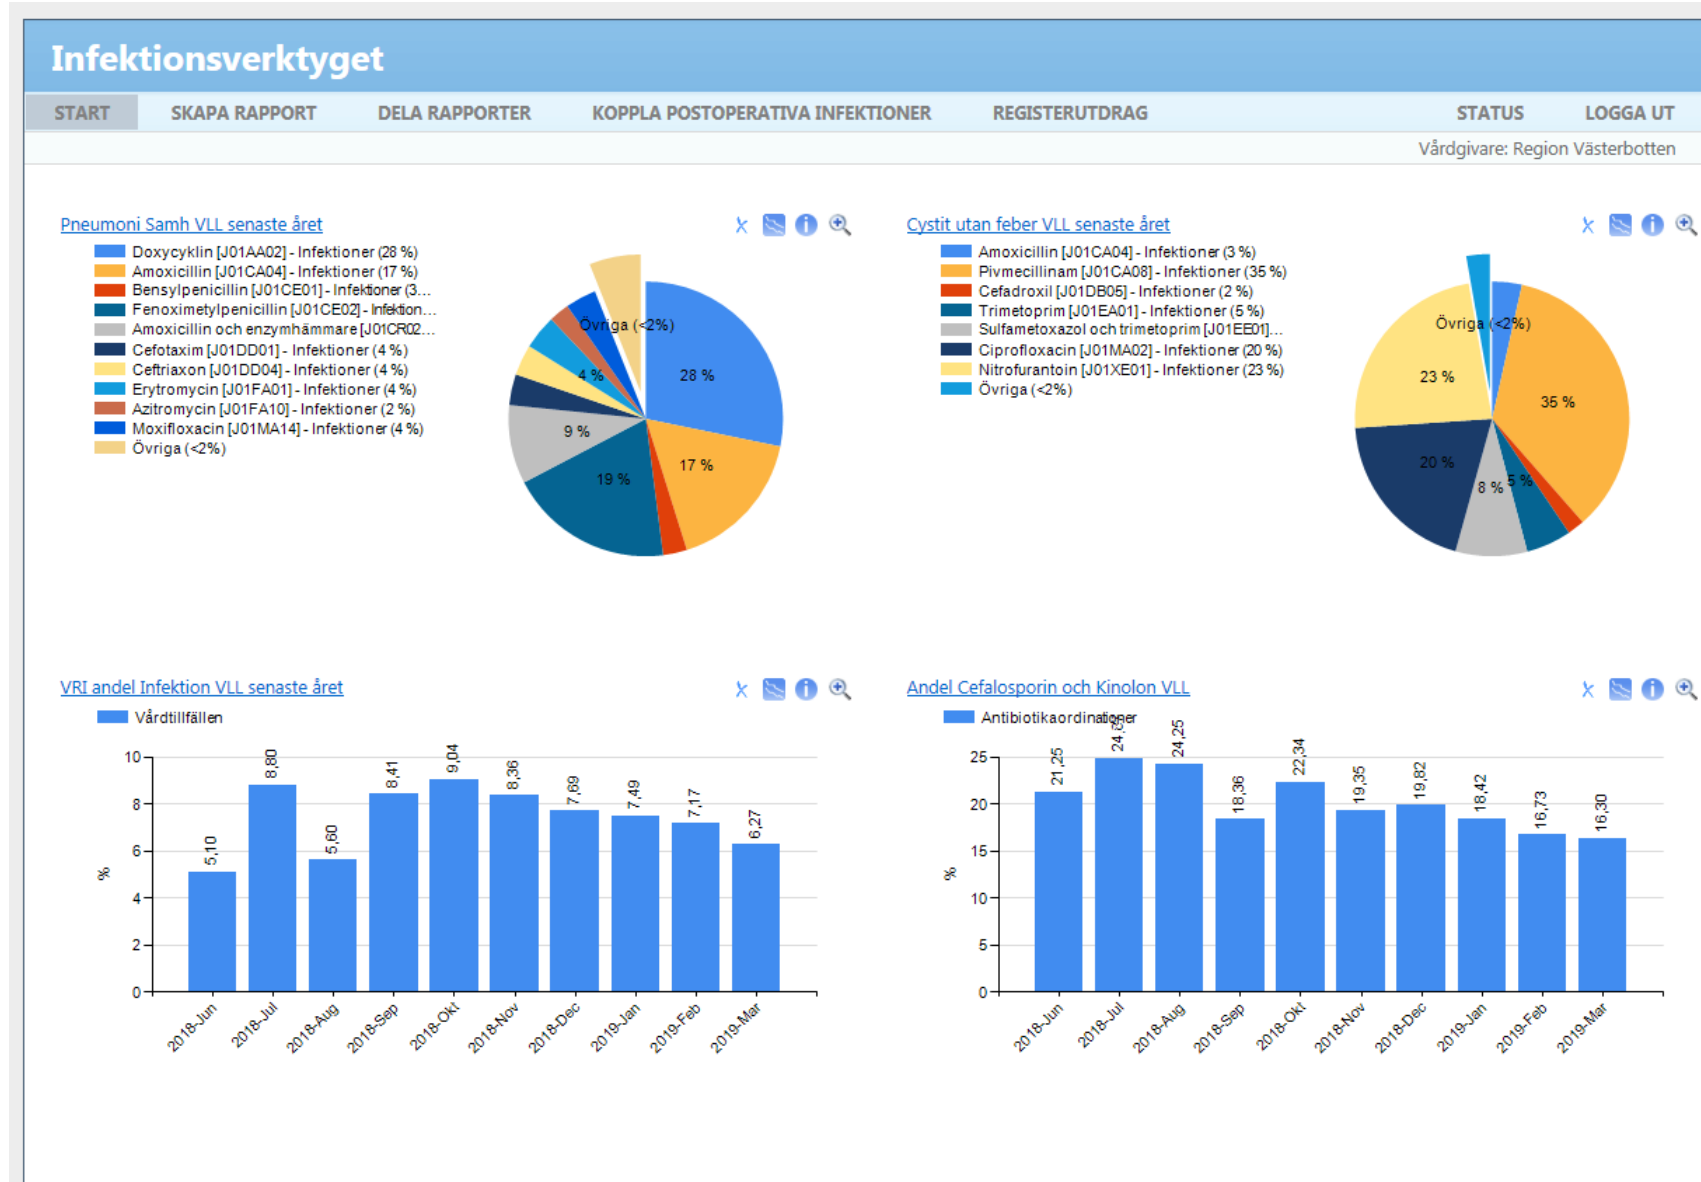 Infektionsverktyget
START SKAPA RAPPORT DELA RAPPORTER KOPPLA POSTOPERATIVA INFEKTIONER REGISTERUTDRAG STATUS LOGGA UT
Vårdgivare: Region Västerbotten
Pneumoni Samh VLL senaste året
Doxycyklin [J01AA02] - Infektioner (28 %)
Amoxicillin [J01CA04] - Infektioner (17 %)
Bensylpenicillin [J01CE01] - Infektioner (3...
Fenoximetylpenicillin [J01CE02] - Infektion...
Amoxicillin och enzymhämmare [J01CR02...
Cefotaxim [J01DD01] - Infektioner (4 %)
Ceftriaxon [J01DD04] - Infektioner (4 %)
Erytromycin [J01FA01] - Infektioner (4 %)
Azitromycin [J01FA10] - Infektioner (2 %)
Moxifloxacin [J01MA14] - Infektioner (4 %)
Övriga (<2%)
Övriga (<2%)
4 %
28 %
9 %
17 %
19 %
Cystit utan feber VLL senaste året
Amoxicillin [J01CA04] - Infektioner (3 %)
Pivmecillinam [J01CA08] - Infektioner (35 %)
Cefadroxil [J01DB05] - Infektioner (2 %)
Trimetoprim [J01EA01] - Infektioner (5 %)
Sulfametoxazol och trimetoprim [J01EE01]...
Ciprofloxacin [J01MA02] - Infektioner (20 %)
Nitrofurantoin [J01XE01] - Infektioner (23 %)
Övriga (<2%)
Övriga (<2%)
23 %
35 %
20 %
8 %
5 %
VRI andel Infektion VLL senaste året
Vårdtillfällen
10
8
6
4
2
0
%
5,10
8,80
5,60
8,41
9,04
8,36
7,69
7,49
7,17
6,27
2018-Jun
2018-Jul
2018-Aug
2018-Sep
2018-Okt
2018-Nov
2018-Dec
2019-Jan
2019-Feb
2019-Mar
Andel Cefalosporin och Kinolon VLL
Antibiotikaordinationer
25
20
15
10
5
0
%
21,25
24,25
18,36
22,34
19,35
19,82
18,42
16,73
16,30
2018-Jun
2018-Jul
2018-Aug
2018-Sep
2018-Okt
2018-Nov
2018-Dec
2019-Jan
2019-Feb
2019-Mar